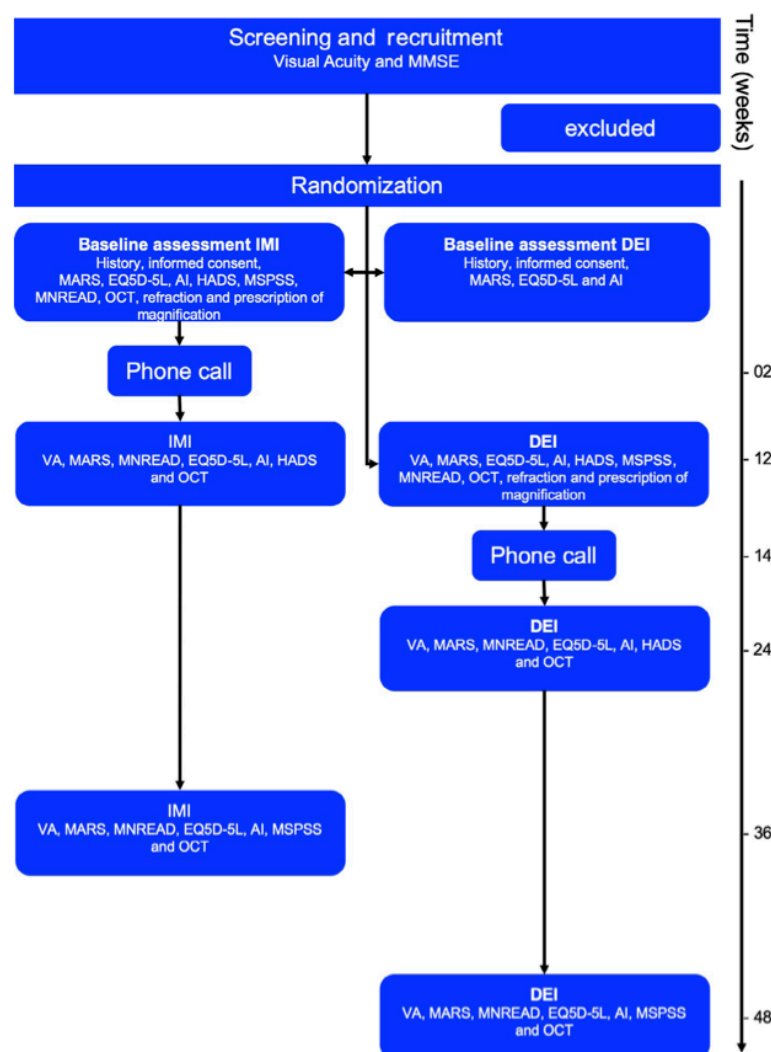 Screening and recruitment
Visual Acuity and MMSE
Time (weeks)
excluded
Randomization
Baseline assessment IMI
History, informed consent,
MARS, EQ5D-5L, AI, HADS, MSPSS,
MNREAD, OCT, refraction and prescription of
magnification
Baseline assessment DEI
History, informed consent,
MARS, EQ5D-5L and AI
Phone call
- 02
IMI
VA, MARS, MNREAD, EQ5D-5L, AI, HADS
and OCT
DEI
VA, MARS, EQ5D-5L, AI, HADS, MSPSS,
MNREAD, OCT, refraction and prescription of
magnification
- 12
Phone call
- 14
DEI
VA, MARS, MNREAD, EQ5D-5L, AI, HADS
and OCT
- 24
IMI
VA, MARS, MNREAD, EQ5D-5L, AI, MSPSS
and OCT
- 36
DEI
VA, MARS, MNREAD, EQ5D-5L, AI, MSPSS
and OCT
- 48